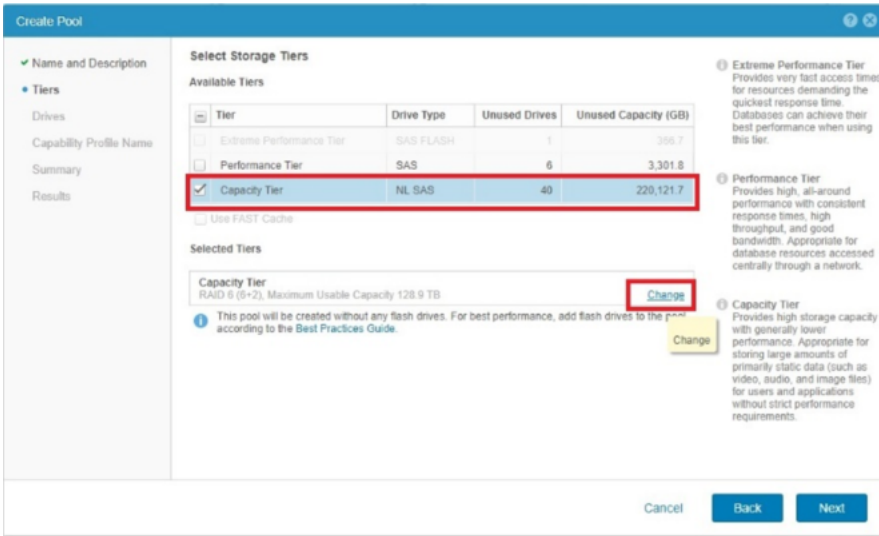 Create Pool
Name and Description
Tiers
Drives
Capability Profile Name
Summary
Results
Select Storage Tiers
Available Tiers
Tier Drive Type Unused Drives Unused Capacity (GB)
Extreme Performance Tier SAS FLASH 1 366.7
Performance Tier SAS 6 3,301.8
Capacity Tier NL SAS 40 220,121.7
Use FAST Cache
Selected Tiers
Capacity Tier
RAID 6 (6+2), Maximum Usable Capacity 128.9 TB Change
This pool will be created without any flash drives. For best performance, add flash drives to the pool
according to the Best Practices Guide.
Change
Extreme Performance Tier
Provides very fast access times
for resources demanding the
quickest response time.
Databases can achieve their
best performance when using
this tier.
Performance Tier
Provides high, all-around
performance with consistent
response times, high
throughput, and good
bandwidth. Appropriate for
database resources accessed
centrally through a network.
Capacity Tier
Provides high storage capacity
with generally lower
performance. Appropriate for
storing large amounts of
primarily static data (such as
video, audio, and image files)
for users and applications
without strict performance
requirements.
Cancel Back Next